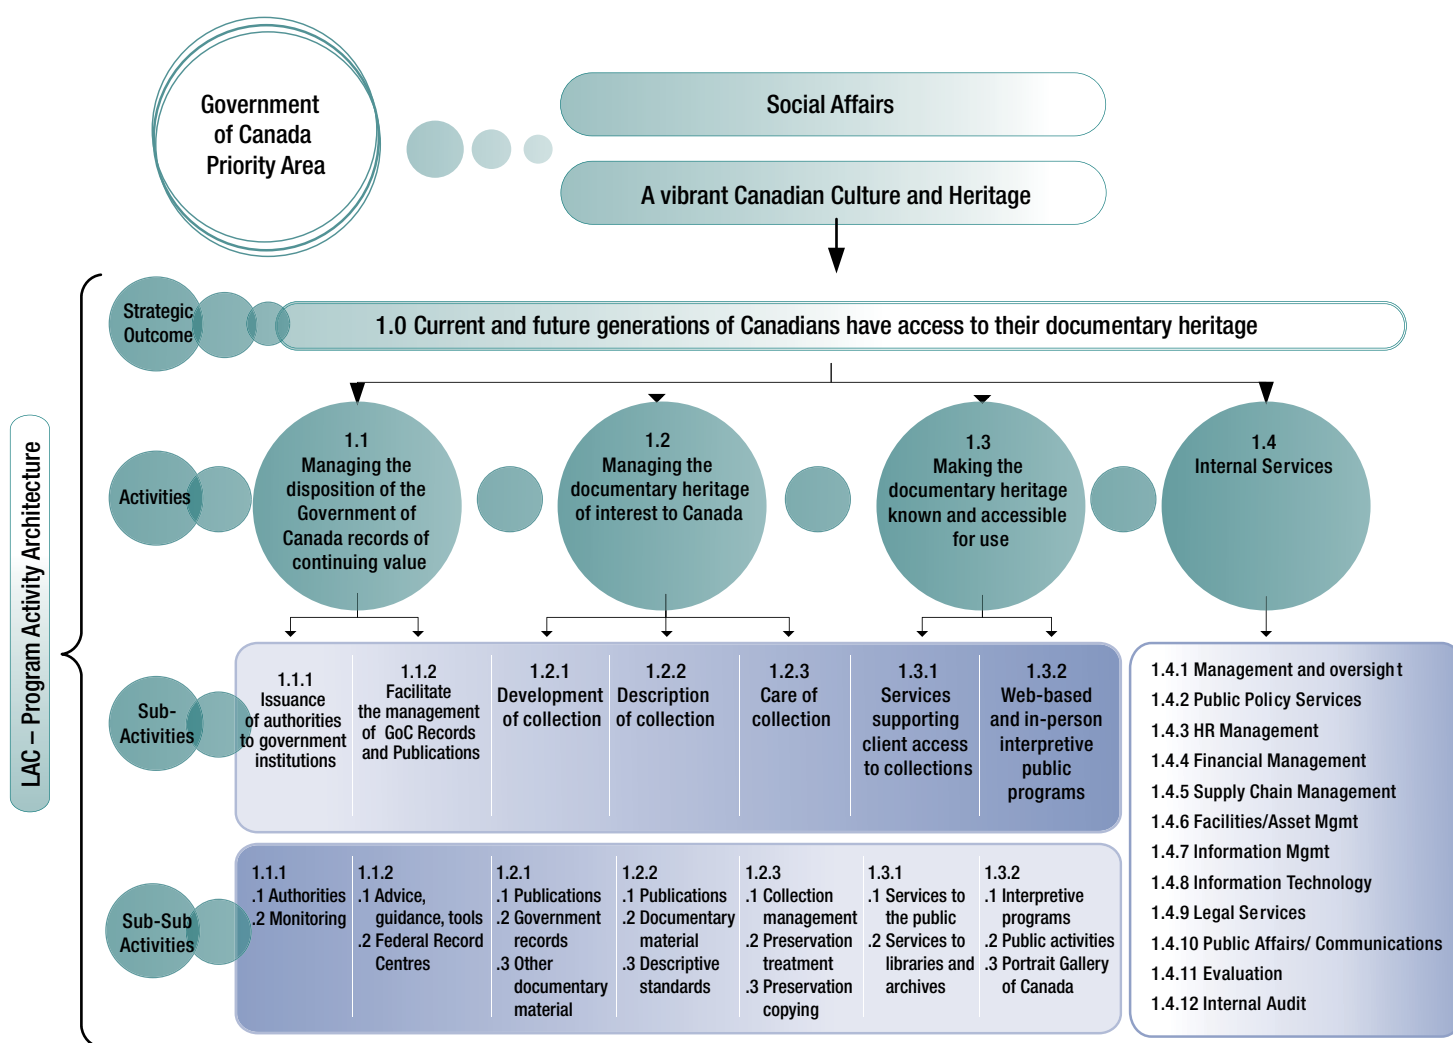 Government
of Canada
Priority Area
Social Affairs
A vibrant Canadian Culture and Heritage
LAC – Program Activity Architecture
Strategic
Outcome
1.0 Current and future generations of Canadians have access to their documentary heritage
Activities
1.1
Managing the
disposition of the
Government of
Canada records of
continuing value
1.2
Managing the
documentary heritage
of interest to Canada
1.3
Making the
documentary heritage
known and accessible
for use
1.4
Internal Services
Sub-
Activities
1.1.1
Issuance
of authorities
to government
institutions
1.1.2
Facilitate
the management
of GoC Records
and Publications
1.2.1
Development
of collection
1.2.2
Description
of collection
1.2.3
Care of
collection
1.3.1
Services
supporting
client access
to collections
1.3.2
Web-based
and in-person
interpretive
public
programs
1.4.1 Management and oversight
1.4.2 Public Policy Services
1.4.3 HR Management
1.4.4 Financial Management
1.4.5 Supply Chain Management
1.4.6 Facilities/Asset Mgmt
1.4.7 Information Mgmt
1.4.8 Information Technology
1.4.9 Legal Services
1.4.10 Public Affairs/ Communications
1.4.11 Evaluation
1.4.12 Internal Audit
Sub-Sub
Activities
1.1.1
.1 Authorities
.2 Monitoring
1.1.2
.1 Advice,
guidance, tools
.2 Federal Record
Centres
1.2.1
.1 Publications
.2 Government
records
.3 Other
documentary
material
1.2.2
.1 Publications
.2 Documentary
material
.3 Descriptive
standards
1.2.3
.1 Collection
management
.2 Preservation
treatment
.3 Preservation
copying
1.3.1
.1 Services to
the public
.2 Services to
libraries and
archives
1.3.2
.1 Interpretive
programs
.2 Public activities
.3 Portrait Gallery
of Canada